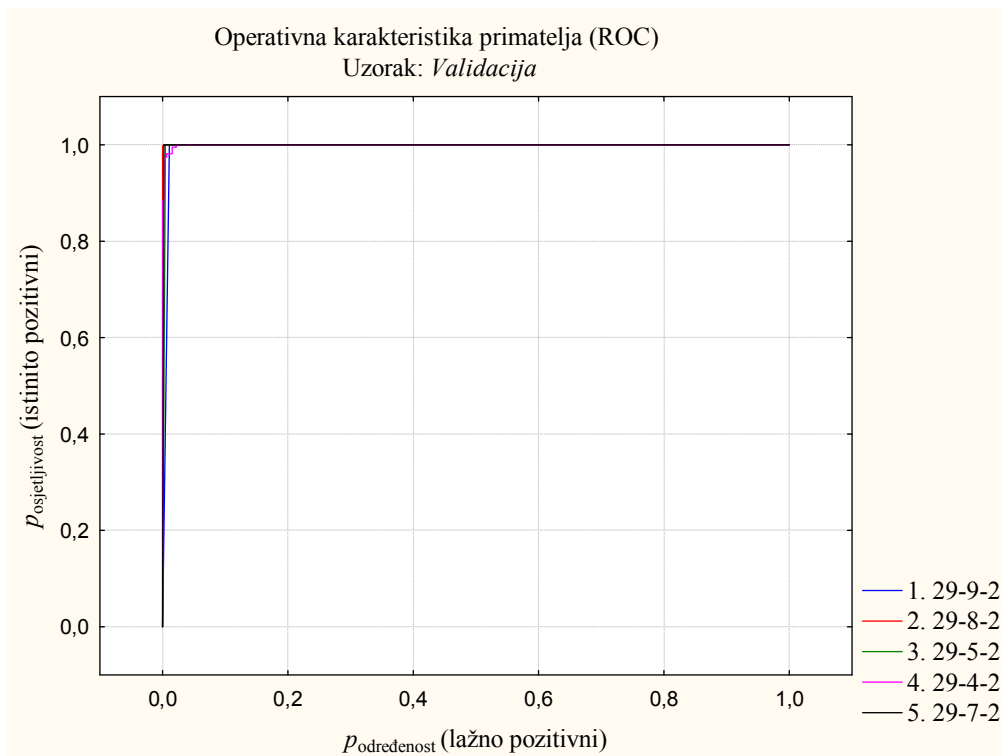 Operativna karakteristika primatelja (ROC)
Uzorak: Validacija
1,0
0,8
0,6
0,4
0,2
0,0
p osjetljivost (istinito pozitivni)
0,0 0,2 0,4 0,6 0,8 1,0
p određenost (lažno pozitivni)
1. 29-9-2
2. 29-8-2
3. 29-5-2
4. 29-4-2
5. 29-7-2